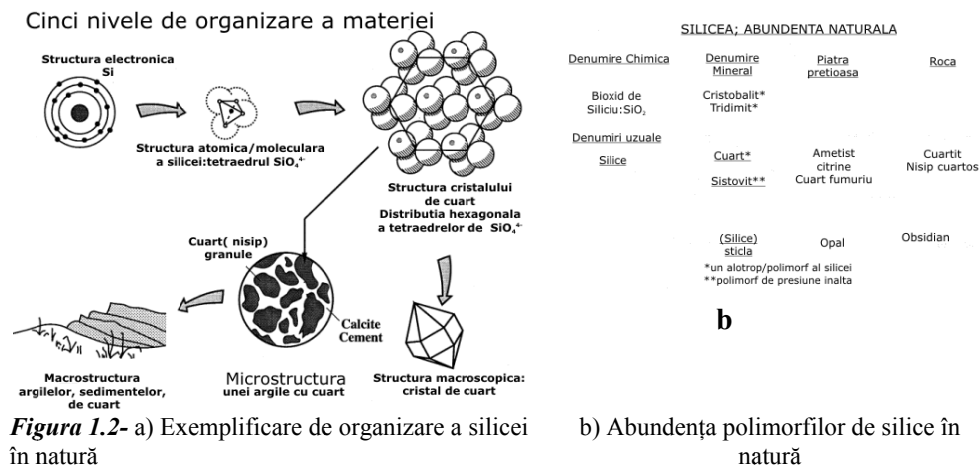 Cinci nivele de organizare a materiei
Structura electronica
Si
Structura atomica/moleculara
a silicei:tetraedrul SiO₄⁴⁻
Structura cristalului
de cuart
Distributia hexagonala
a tetraedrelor de SiO₄⁴⁻
Cuart( nisip)
granule
Calcite
Cement
Macrostructura
argilelor, sedimentelor,
de cuart
Microstructura
unei argile cu cuart
Structura macroscopica:
cristal de cuart
Figura 1.2- a) Exemplificare de organizare a silicei
în natură
SILICEA; ABUNDENTA NATURALA
Denumire Chimica
Denumire
Mineral
Piatra
pretioasa
Roca
Bioxid de
Siliciu:SiO₂
Cristobalit*
Tridimit*
Denumiri uzuale
Silice
Cuart*
Sistovit**
Ametist
citrine
Cuart fumuriu
Cuartit
Nisip cuartos
(Silice)
sticla
Opal
Obsidian
*un alotrop/polimorf al silicei
**polimorf de presiune inalta
b
b) Abundența polimorfilor de silice în
natură